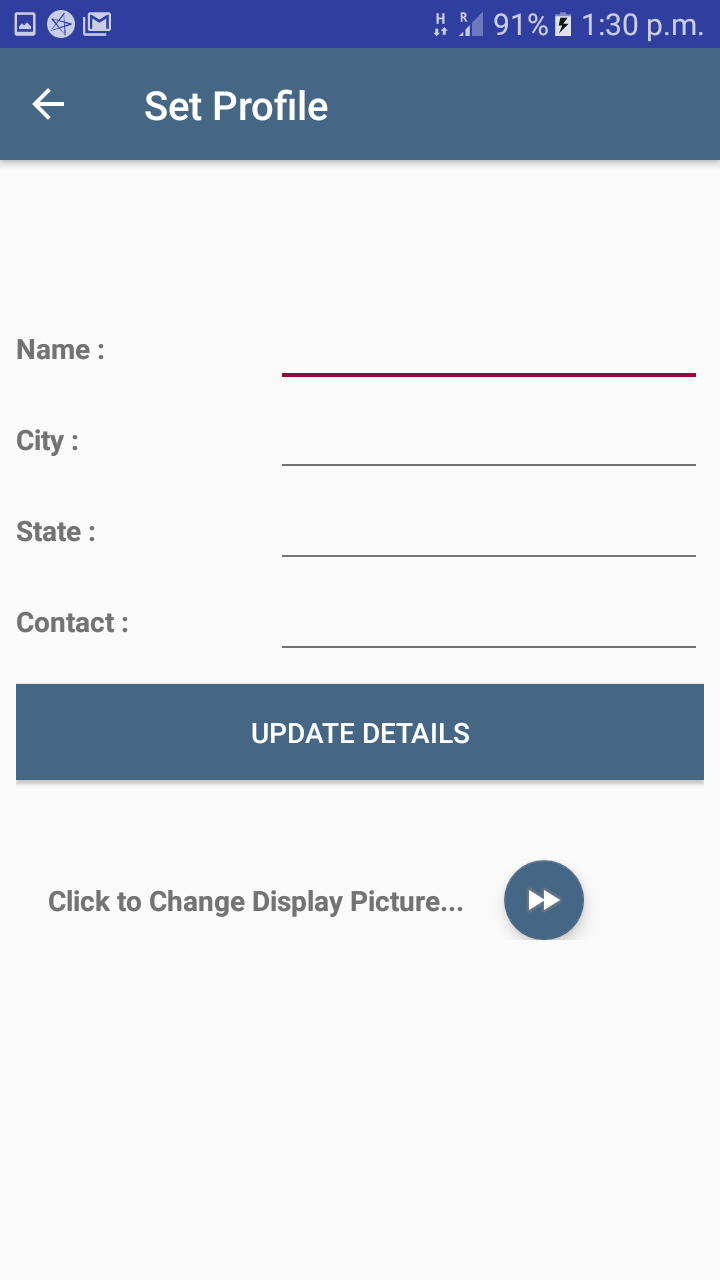 H R 91% 1:30 p.m.
Set Profile
Name :
City :
State :
Contact :
UPDATE DETAILS
Click to Change Display Picture...